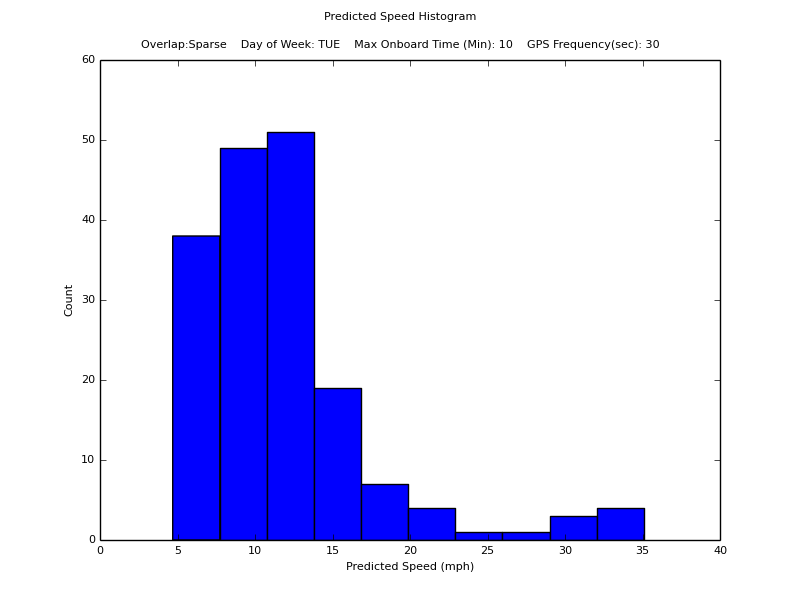 Predicted Speed Histogram
Overlap:Sparse    Day of Week: TUE    Max Onboard Time (Min): 10    GPS Frequency(sec): 30
60
50
40
30
20
10
0
Count
0 5 10 15 20 25 30 35 40
Predicted Speed (mph)